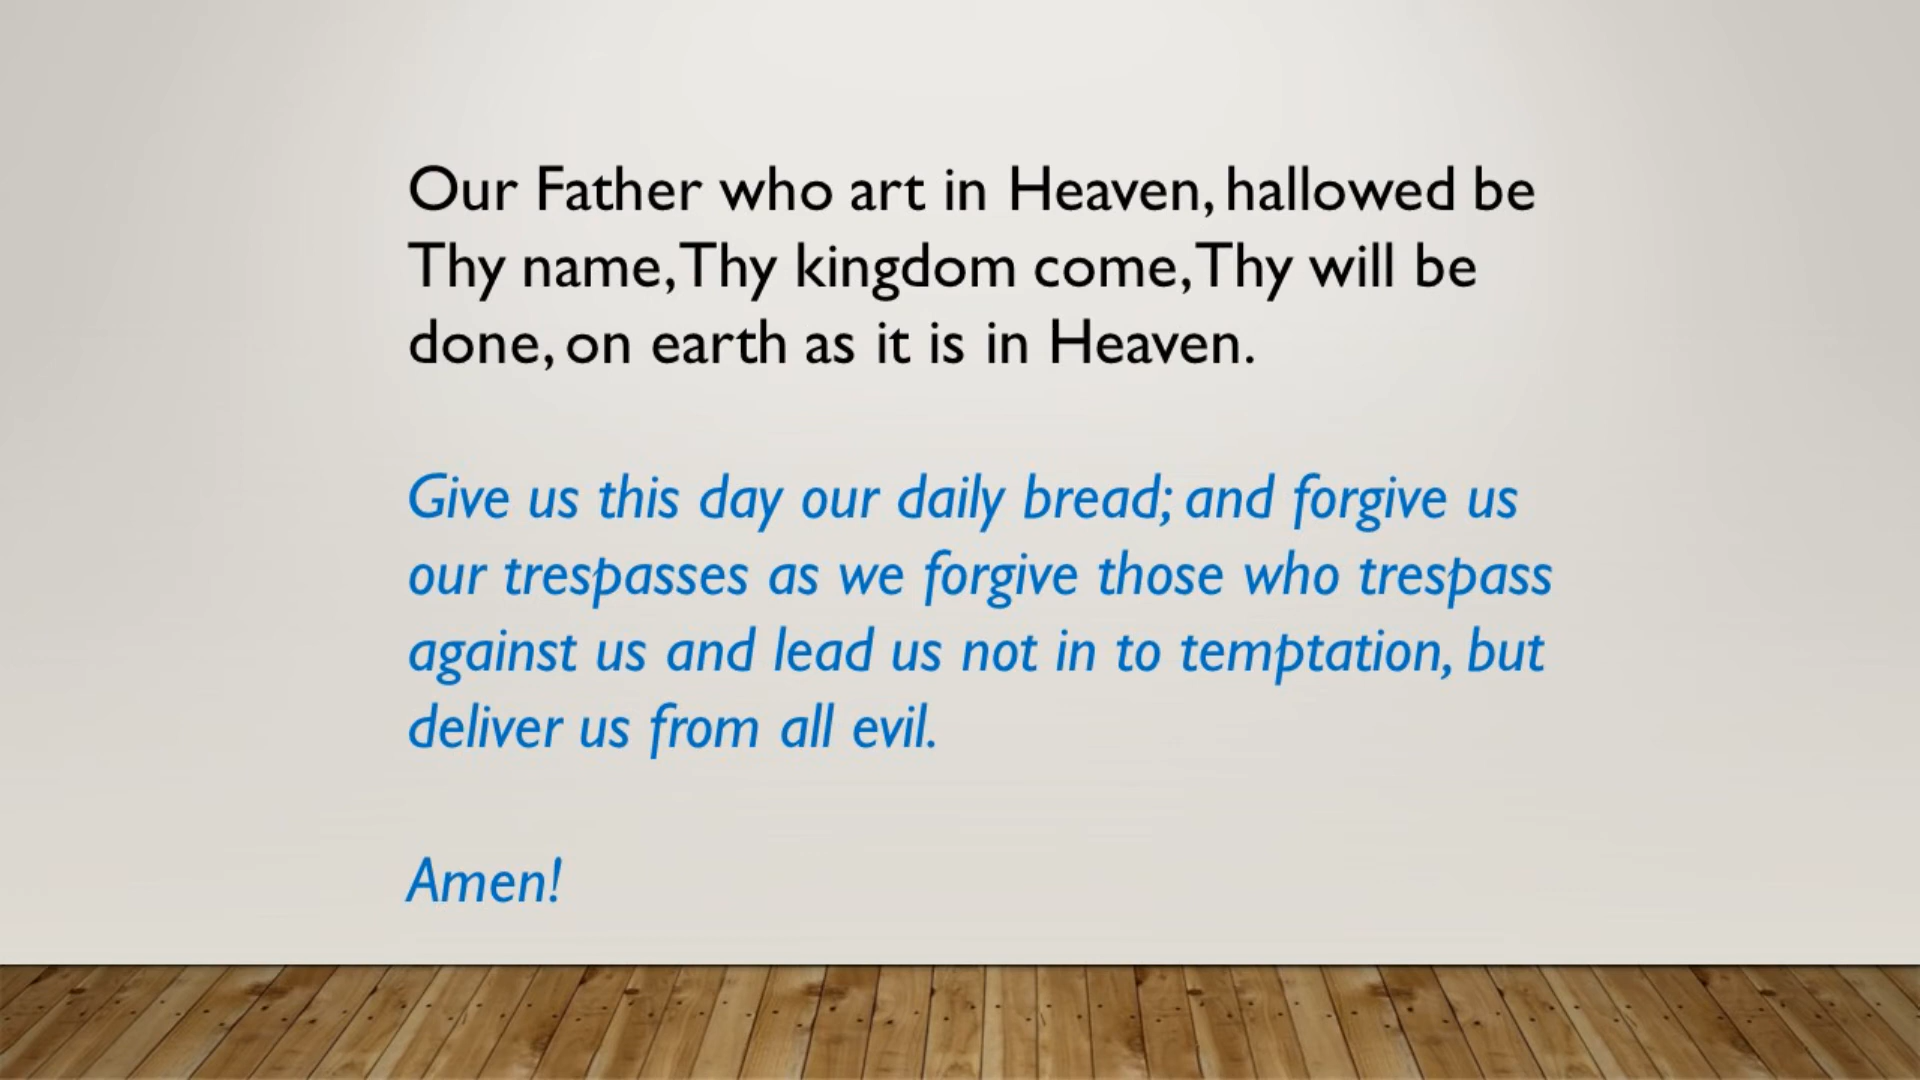 Our Father who art in Heaven, hallowed be
Thy name, Thy kingdom come, Thy will be
done, on earth as it is in Heaven.
Give us this day our daily bread; and forgive us
our trespasses as we forgive those who trespass
against us and lead us not in to temptation, but
deliver us from all evil.
Amen!